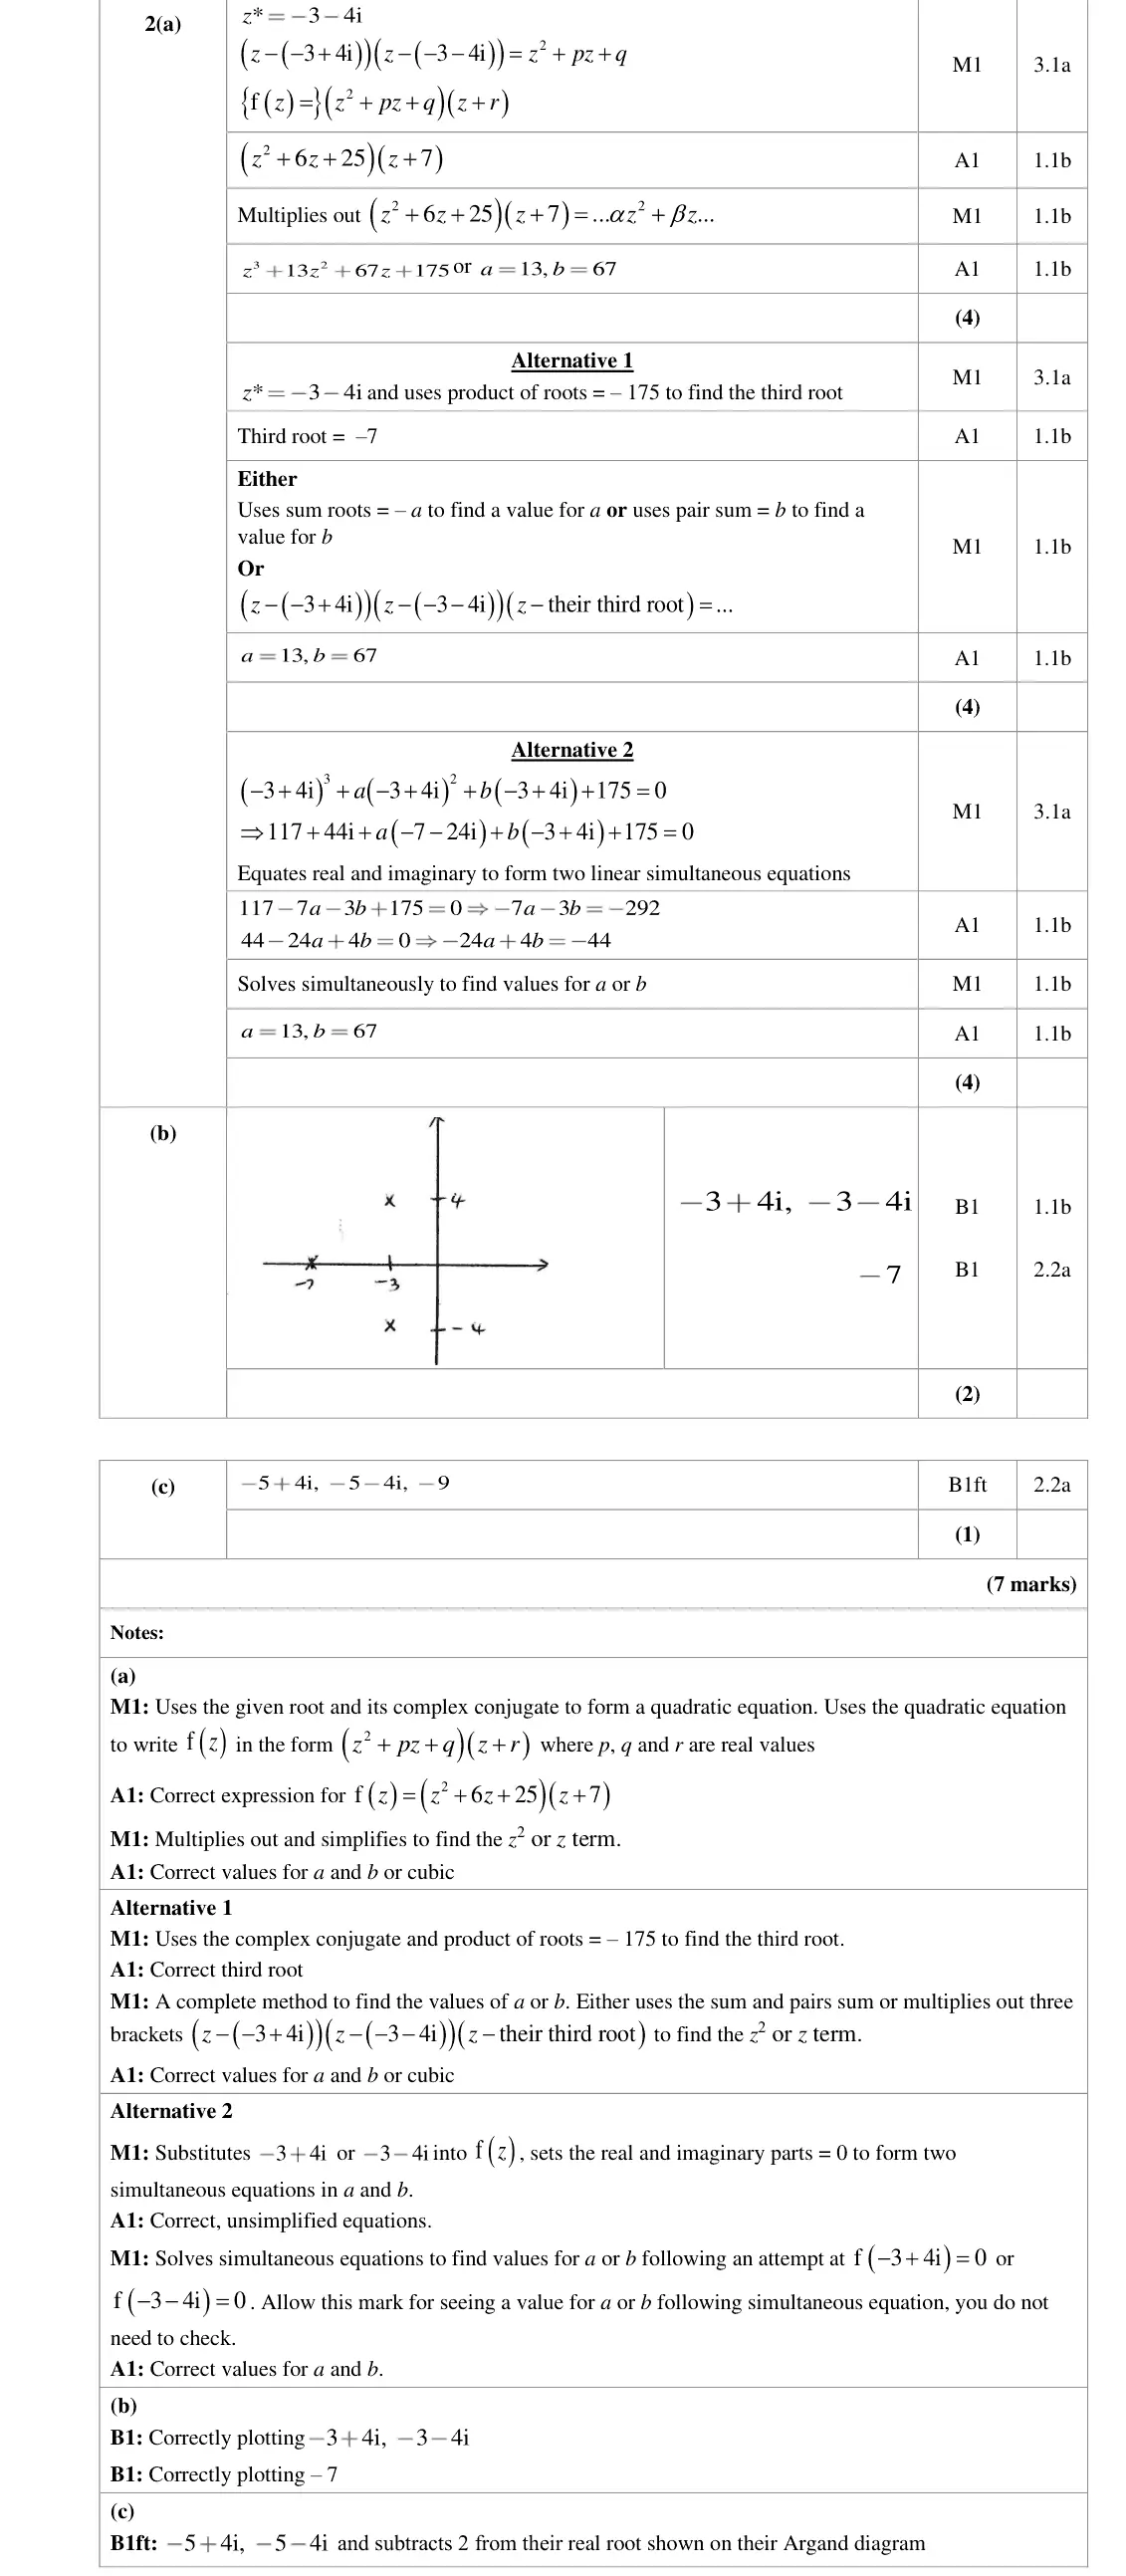 2(a)
z* = −3 − 4i
(z − (−3 + 4i))(z − (−3 − 4i)) = z² + pz + q
{f(z) =}(z² + pz + q)(z + r)
M1
3.1a
(z² + 6z + 25)(z + 7)
A1
1.1b
Multiplies out (z² + 6z + 25)(z + 7) = ...αz² + βz...
M1
1.1b
z³ + 13z² + 67z + 175 or a = 13, b = 67
A1
1.1b
(4)
Alternative 1
z* = −3 − 4i and uses product of roots = – 175 to find the third root
M1
3.1a
Third root = –7
A1
1.1b
Either
Uses sum roots = – a to find a value for a or uses pair sum = b to find a
value for b
Or
(z − (−3 + 4i))(z − (−3 − 4i))(z − their third root) = ...
M1
1.1b
a = 13, b = 67
A1
1.1b
(4)
Alternative 2
(−3 + 4i)³ + a(−3 + 4i)² + b(−3 + 4i) + 175 = 0
⇒ 117 + 44i + a(−7 − 24i) + b(−3 + 4i) + 175 = 0
Equates real and imaginary to form two linear simultaneous equations
M1
3.1a
117 − 7a − 3b + 175 = 0 ⇒ −7a − 3b = −292
44 − 24a + 4b = 0 ⇒ −24a + 4b = −44
A1
1.1b
Solves simultaneously to find values for a or b
M1
1.1b
a = 13, b = 67
A1
1.1b
(4)
(b)
4
-7
-3
-4
−3 + 4i, −3 − 4i
−7
B1
1.1b
B1
2.2a
(2)
(c)
−5 + 4i, −5 − 4i, −9
B1ft
2.2a
(1)
(7 marks)
Notes:
(a)
M1: Uses the given root and its complex conjugate to form a quadratic equation. Uses the quadratic equation
to write f(z) in the form (z² + pz + q)(z + r) where p, q and r are real values
A1: Correct expression for f(z) = (z² + 6z + 25)(z + 7)
M1: Multiplies out and simplifies to find the z² or z term.
A1: Correct values for a and b or cubic
Alternative 1
M1: Uses the complex conjugate and product of roots = – 175 to find the third root.
A1: Correct third root
M1: A complete method to find the values of a or b. Either uses the sum and pairs sum or multiplies out three
brackets (z − (−3 + 4i))(z − (−3 − 4i))(z − their third root) to find the z² or z term.
A1: Correct values for a and b or cubic
Alternative 2
M1: Substitutes −3 + 4i or −3 − 4i into f(z), sets the real and imaginary parts = 0 to form two
simultaneous equations in a and b.
A1: Correct, unsimplified equations.
M1: Solves simultaneous equations to find values for a or b following an attempt at f(−3 + 4i) = 0 or
f(−3 − 4i) = 0. Allow this mark for seeing a value for a or b following simultaneous equation, you do not
need to check.
A1: Correct values for a and b.
(b)
B1: Correctly plotting −3 + 4i, −3 − 4i
B1: Correctly plotting – 7
(c)
B1ft: −5 + 4i, −5 − 4i and subtracts 2 from their real root shown on their Argand diagram